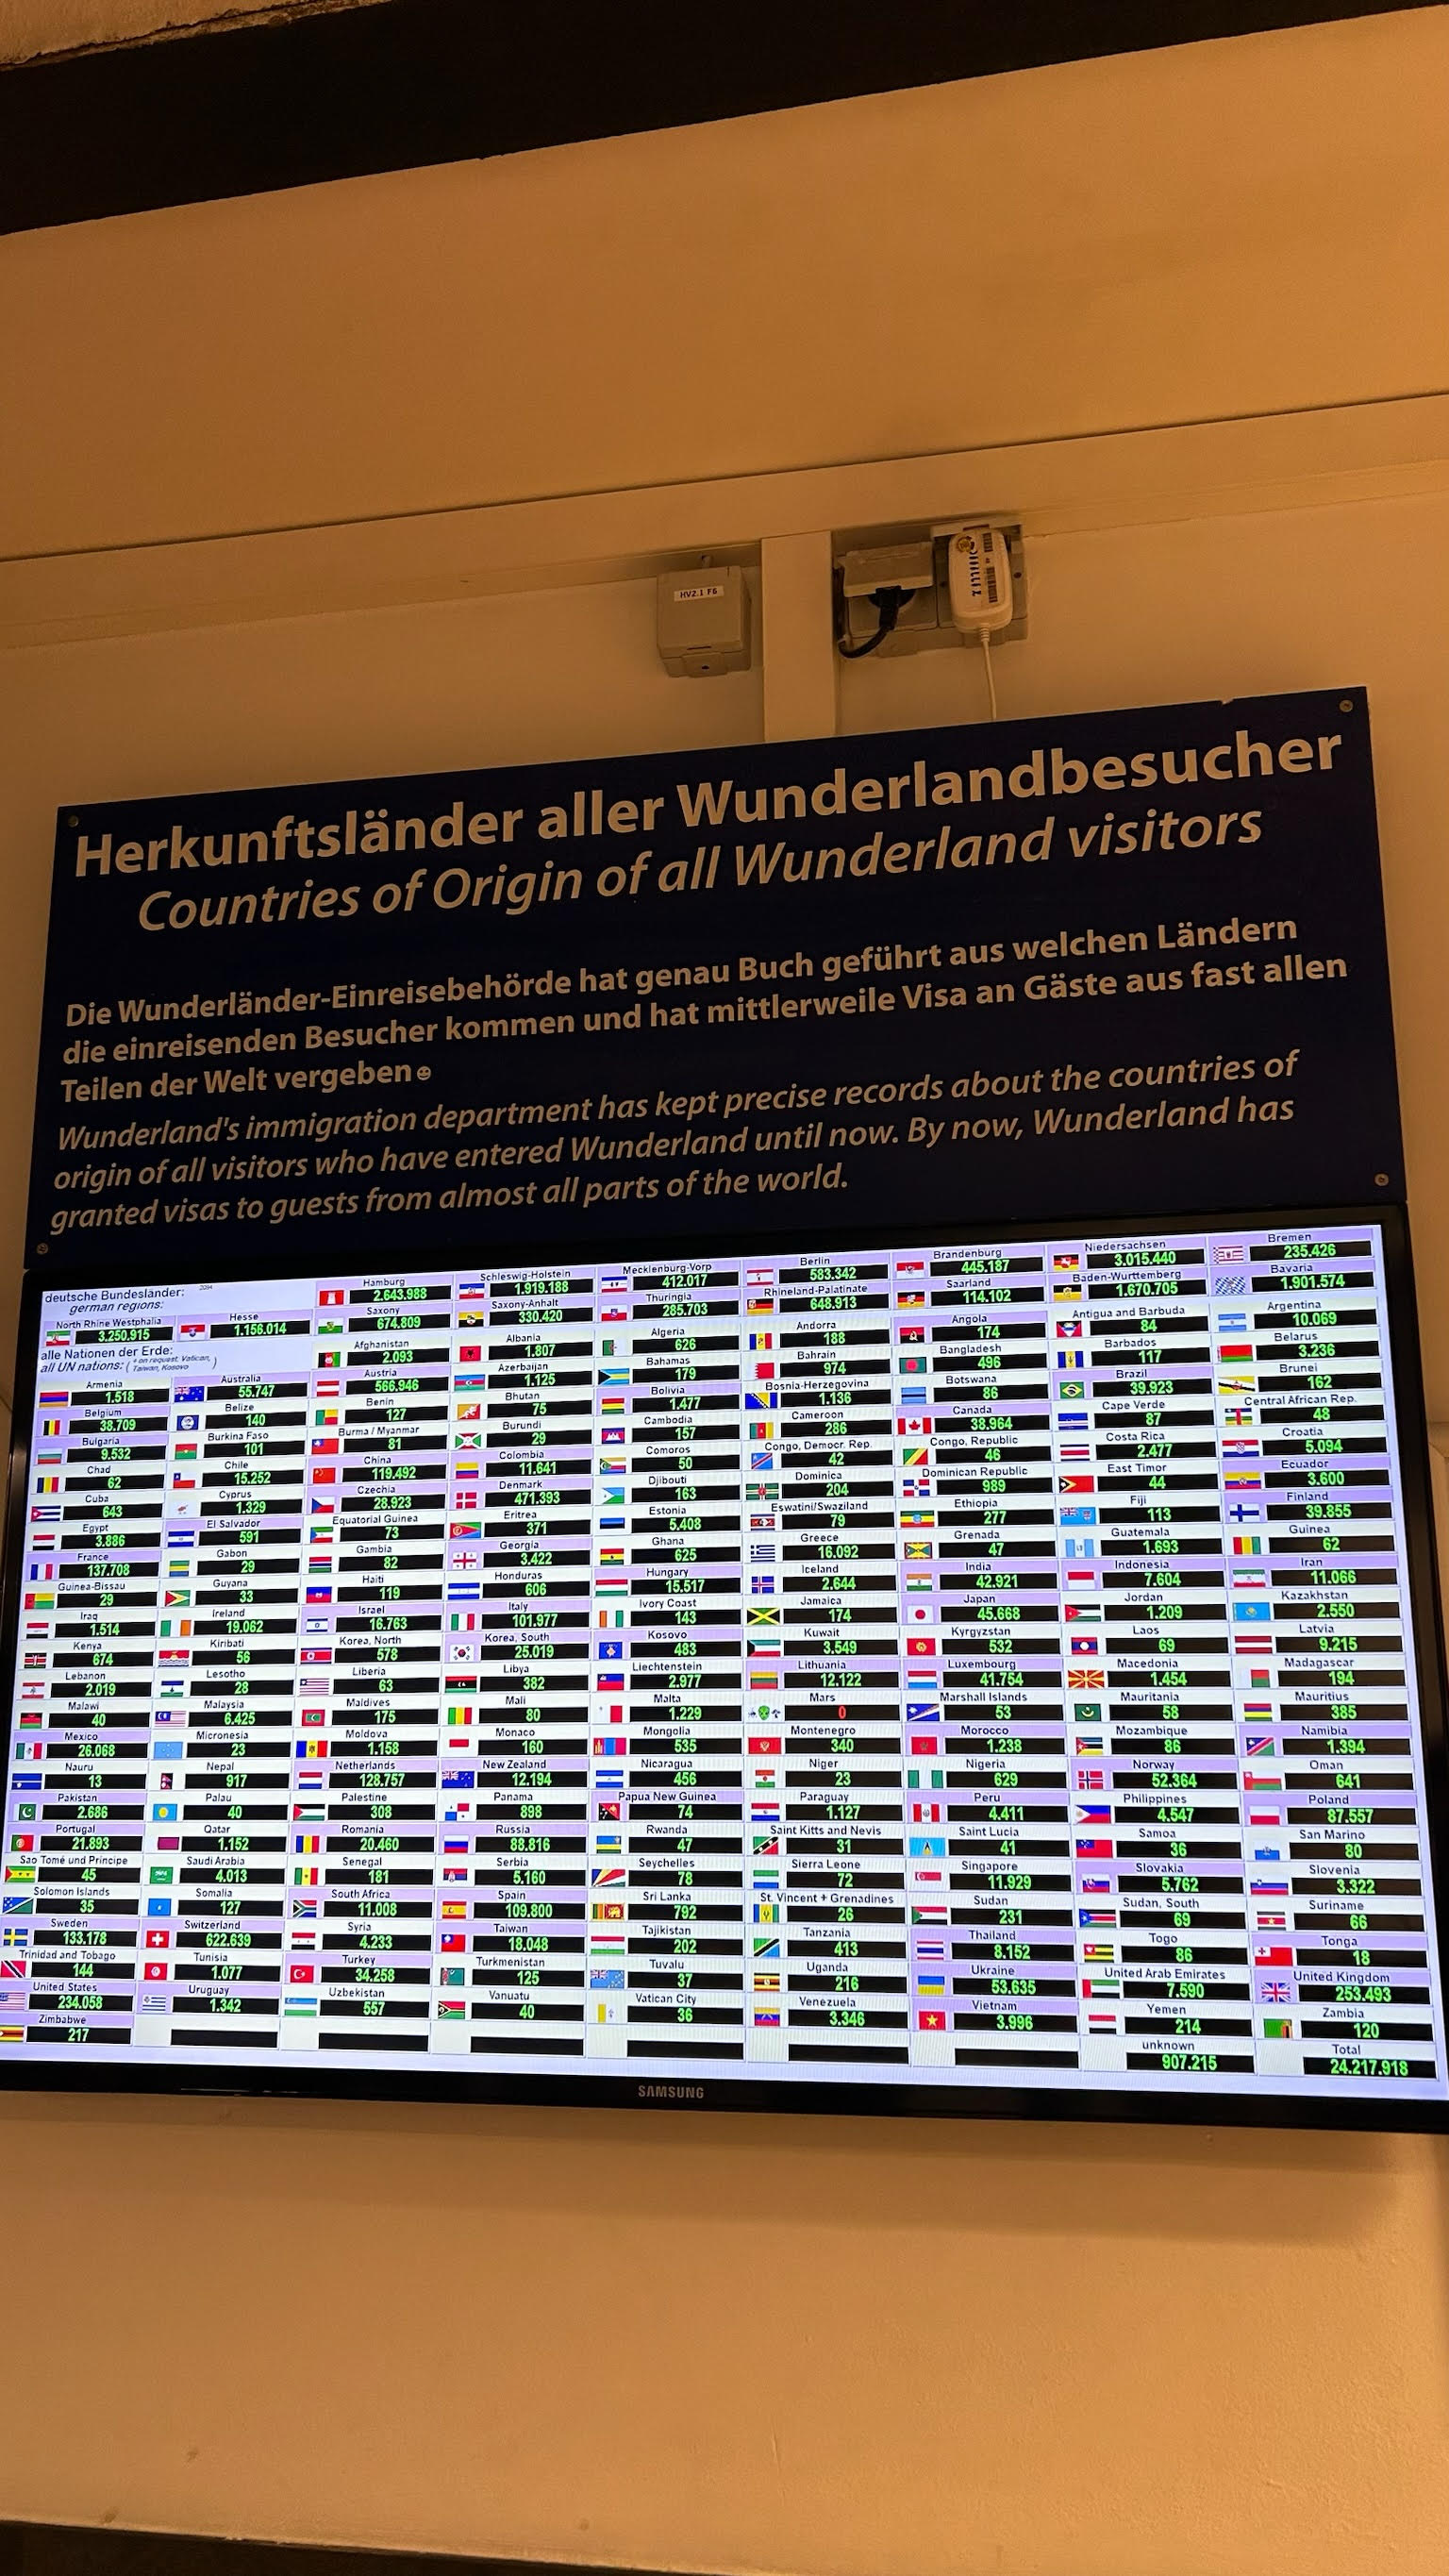 HV2.1 F6
Herkunftsländer aller Wunderlandbesucher
Countries of Origin of all Wunderland visitors
Die Wunderländer-Einreisebehörde hat genau Buch geführt aus welchen Ländern
die einreisenden Besucher kommen und hat mittlerweile Visa an Gäste aus fast allen
Teilen der Welt vergeben☺
Wunderland's immigration department has kept precise records about the countries of
origin of all visitors who have entered Wunderland until now. By now, Wunderland has
granted visas to guests from almost all parts of the world.
deutsche Bundesländer:
german regions:
Hamburg Schleswig-Holstein Mecklenburg-Vorp Berlin Brandenburg Niedersachsen Bremen
2.643.988 1.919.188 412.017 583.342 445.187 3.015.440 235.426
North Rhine Westphalia Hesse Saxony Saxony-Anhalt Thuringia Rhineland-Palatinate Saarland Baden-Wurttemberg Bavaria
3.250.915 1.156.014 674.809 330.420 285.703 648.913 114.102 1.670.705 1.901.574
alle Nationen der Erde:
all UN nations: ( + on request, Vatican, Taiwan, Kosovo )
Afghanistan Albania Algeria Andorra Angola Antigua and Barbuda Argentina
2.093 1.807 626 188 174 84 10.069
Armenia Australia Austria Azerbaijan Bahamas Bahrain Bangladesh Barbados Belarus
1.518 55.747 566.946 1.125 179 974 496 117 3.236
Belgium Belize Benin Bhutan Bolivia Bosnia-Herzegovina Botswana Brazil Brunei
38.709 140 127 75 1.477 1.136 86 39.923 162
Bulgaria Burkina Faso Burma / Myanmar Burundi Cambodia Cameroon Canada Cape Verde Central African Rep.
9.532 101 81 29 157 286 38.964 87 48
Chad Chile China Colombia Comoros Congo, Democr. Rep. Congo, Republic Costa Rica Croatia
62 15.252 119.492 11.641 50 42 46 2.477 5.094
Cuba Cyprus Czechia Denmark Djibouti Dominica Dominican Republic East Timor Ecuador
643 1.329 28.923 471.393 163 204 989 44 3.600
Egypt El Salvador Equatorial Guinea Eritrea Estonia Eswatini/Swaziland Ethiopia Fiji Finland
3.886 591 73 371 5.408 79 277 113 39.855
France Gabon Gambia Georgia Ghana Greece Grenada Guatemala Guinea
137.708 29 82 3.422 625 16.092 47 1.693 62
Guinea-Bissau Guyana Haiti Honduras Hungary Iceland India Indonesia Iran
29 33 119 606 15.517 2.644 42.921 7.604 11.066
Iraq Ireland Israel Italy Ivory Coast Jamaica Japan Jordan Kazakhstan
1.514 19.062 16.763 101.977 143 174 45.668 1.209 2.550
Kenya Kiribati Korea, North Korea, South Kosovo Kuwait Kyrgyzstan Laos Latvia
674 56 578 25.019 483 3.549 532 69 9.215
Lebanon Lesotho Liberia Libya Liechtenstein Lithuania Luxembourg Macedonia Madagascar
2.019 28 63 382 2.977 12.122 41.754 1.454 194
Malawi Malaysia Maldives Mali Malta Mars Marshall Islands Mauritania Mauritius
40 6.425 175 80 1.229 0 53 58 385
Mexico Micronesia Moldova Monaco Mongolia Montenegro Morocco Mozambique Namibia
26.068 23 1.158 160 535 340 1.238 86 1.394
Nauru Nepal Netherlands New Zealand Nicaragua Niger Nigeria Norway Oman
13 917 128.757 12.194 456 23 629 52.364 641
Pakistan Palau Palestine Panama Papua New Guinea Paraguay Peru Philippines Poland
2.686 40 308 898 74 1.127 4.411 4.547 87.557
Portugal Qatar Romania Russia Rwanda Saint Kitts and Nevis Saint Lucia Samoa San Marino
21.893 1.152 20.460 88.816 47 31 41 36 80
Sao Tomé und Principe Saudi Arabia Senegal Serbia Seychelles Sierra Leone Singapore Slovakia Slovenia
45 4.013 181 5.160 78 72 11.929 5.762 3.322
Solomon Islands Somalia South Africa Spain Sri Lanka St. Vincent + Grenadines Sudan Sudan, South Suriname
35 127 11.008 109.800 792 26 231 69 66
Sweden Switzerland Syria Taiwan Tajikistan Tanzania Thailand Togo Tonga
133.178 622.639 4.233 18.048 202 413 8.152 86 18
Trinidad and Tobago Tunisia Turkey Turkmenistan Tuvalu Uganda Ukraine United Arab Emirates United Kingdom
144 1.077 34.258 125 37 216 53.635 7.590 253.493
United States Uruguay Uzbekistan Vanuatu Vatican City Venezuela Vietnam Yemen Zambia
234.058 1.342 557 40 36 3.346 3.996 214 120
Zimbabwe unknown Total
217 907.215 24.217.918
SAMSUNG